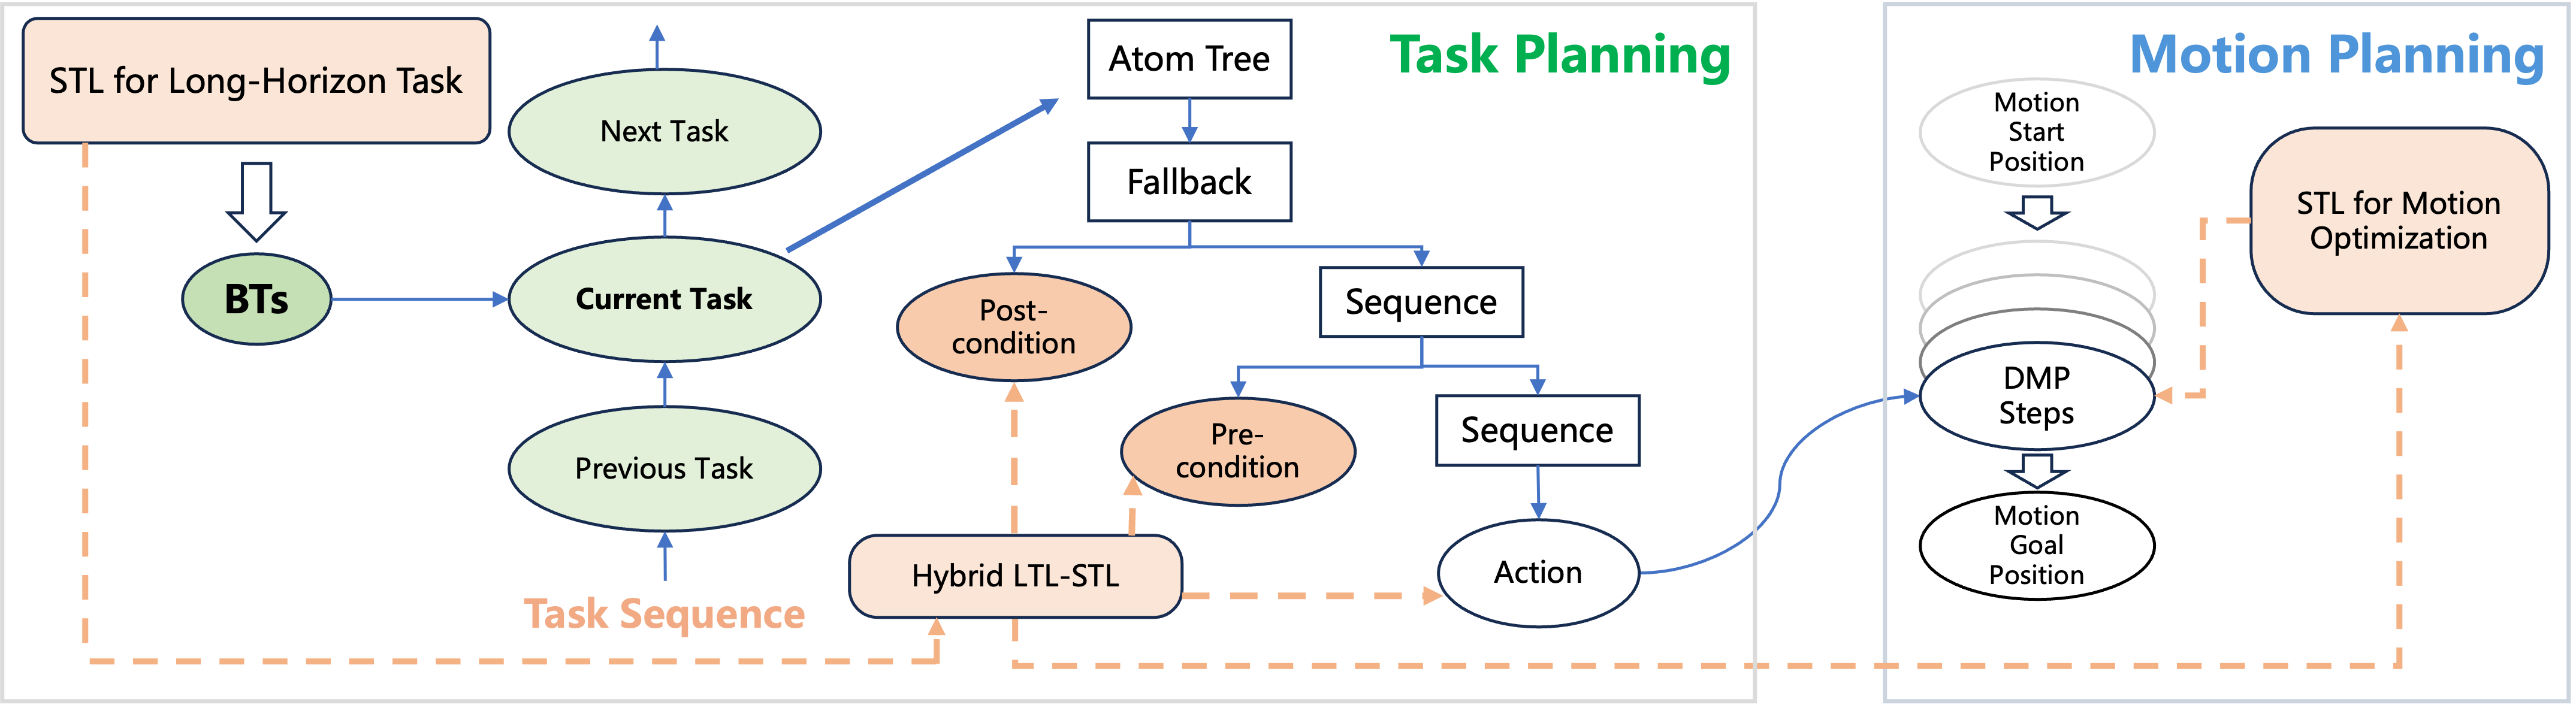 STL for Long-Horizon Task
BTs
Next Task
Current Task
Previous Task
Task Sequence
Atom Tree
Fallback
Post-
condition
Sequence
Pre-
condition
Sequence
Hybrid LTL-STL
Action
Task Planning
Motion Planning
Motion
Start
Position
DMP
Steps
Motion
Goal
Position
STL for Motion
Optimization